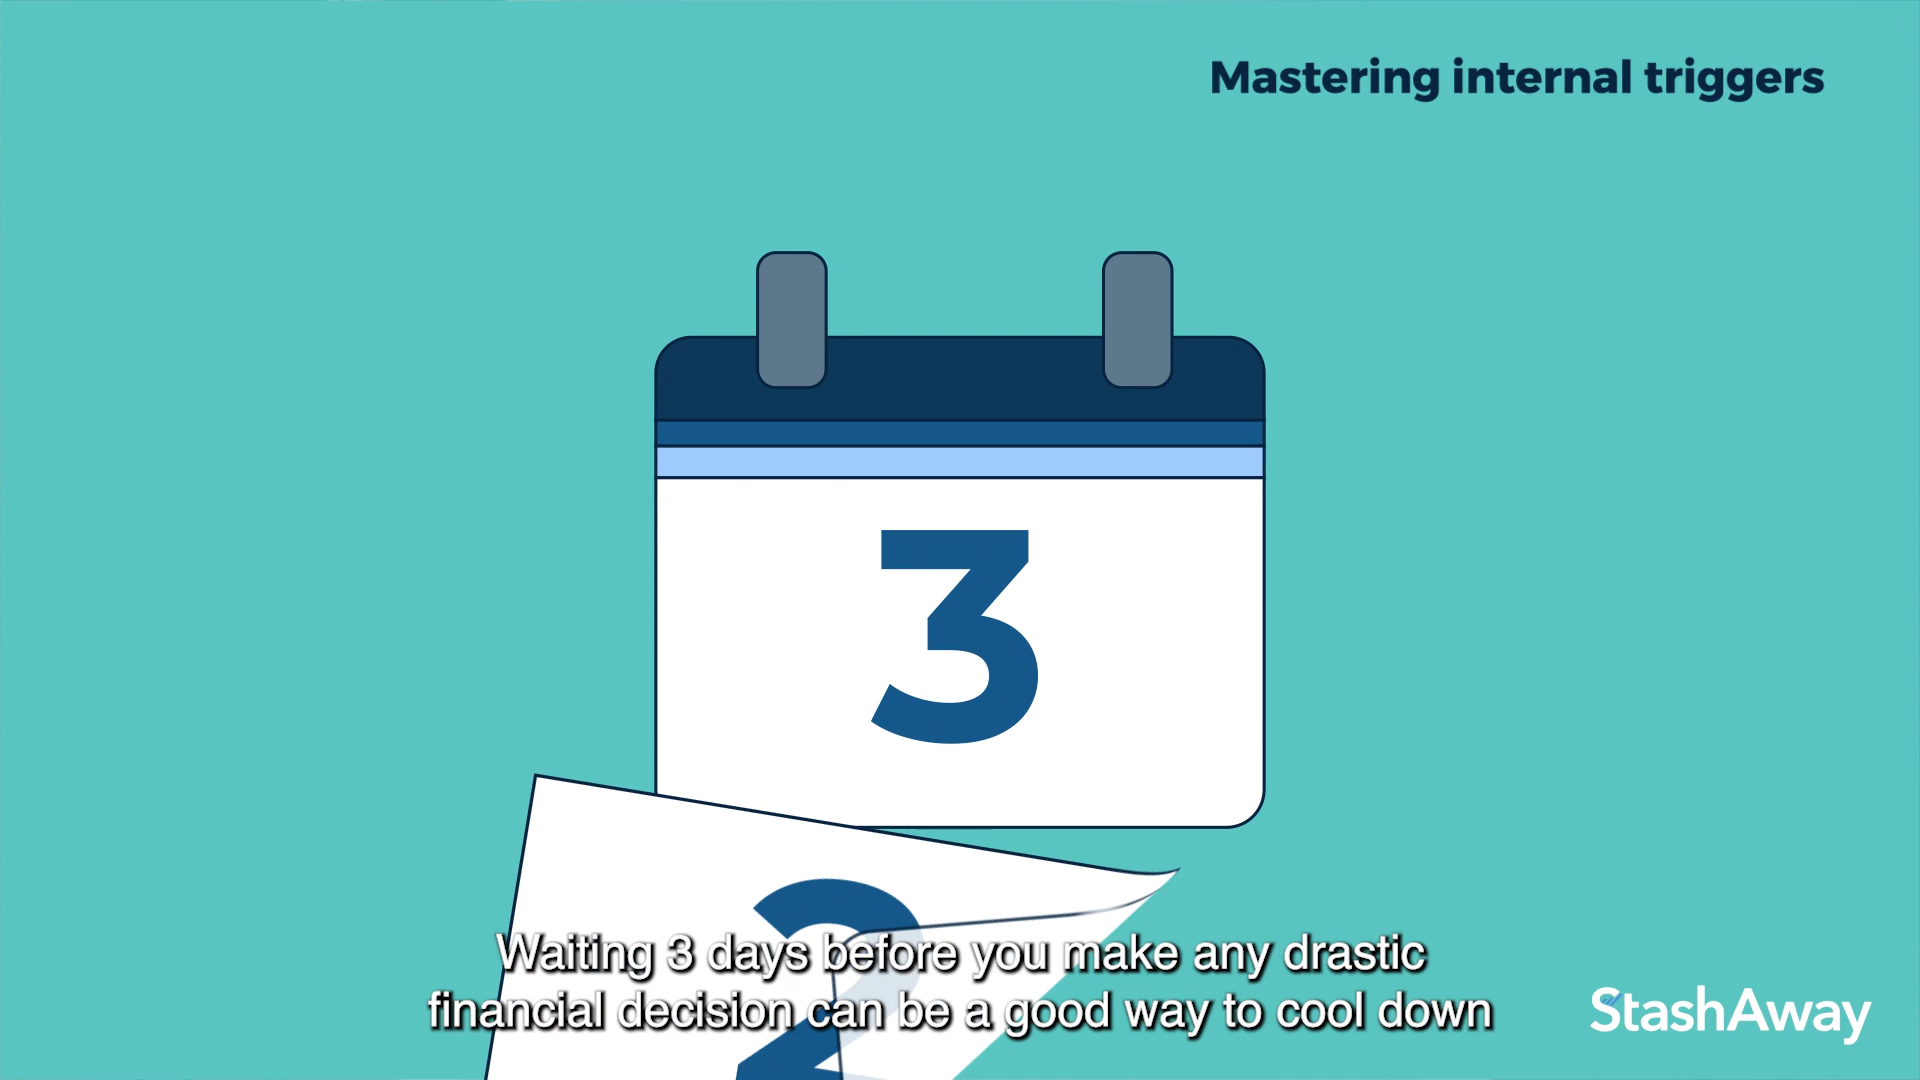 Mastering internal triggers
3
2
Waiting 3 days before you make any drastic
financial decision can be a good way to cool down
StashAway